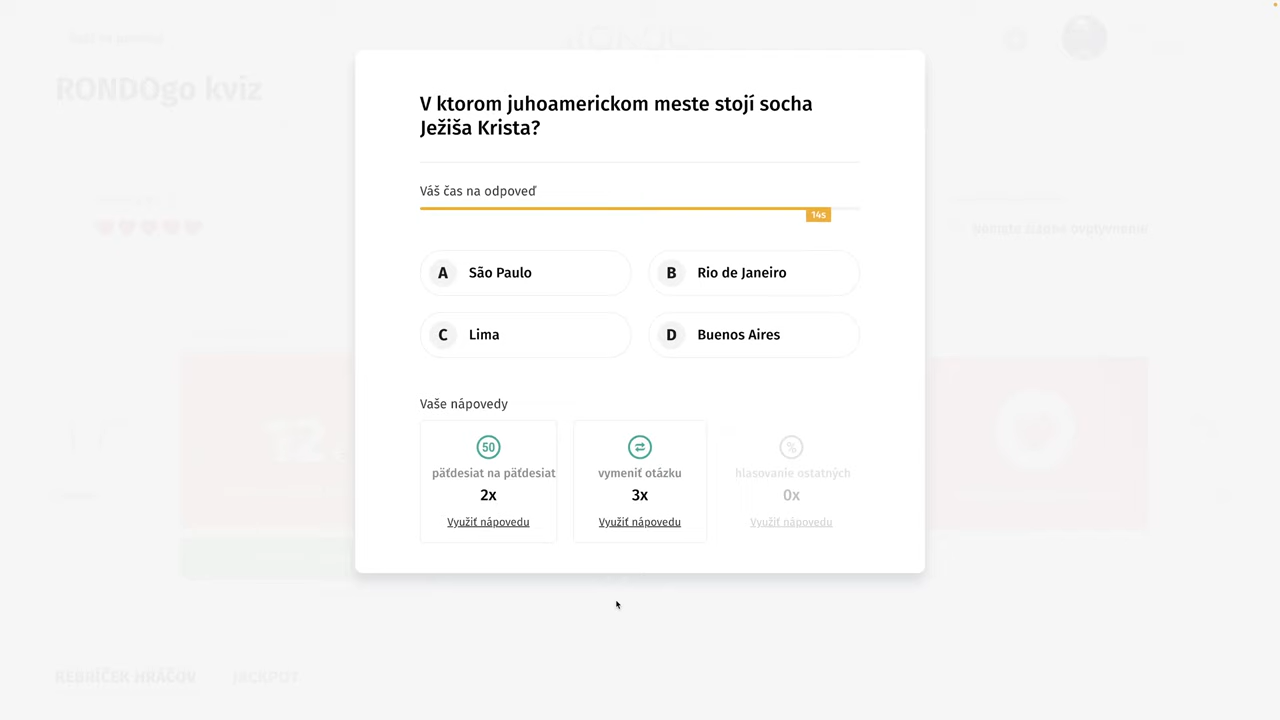 RONDOgo kviz
V ktorom juhoamerickom meste stojí socha
Ježiša Krista?
Váš čas na odpoveď
14s
A São Paulo
B Rio de Janeiro
C Lima
D Buenos Aires
Vaše nápovedy
50
päťdesiat na päťdesiat
2x
Využiť nápovedu
vymeniť otázku
3x
Využiť nápovedu
%
hlasovanie ostatných
0x
Využiť nápovedu
REBRÍČEK HRÁČOV
JACKPOT